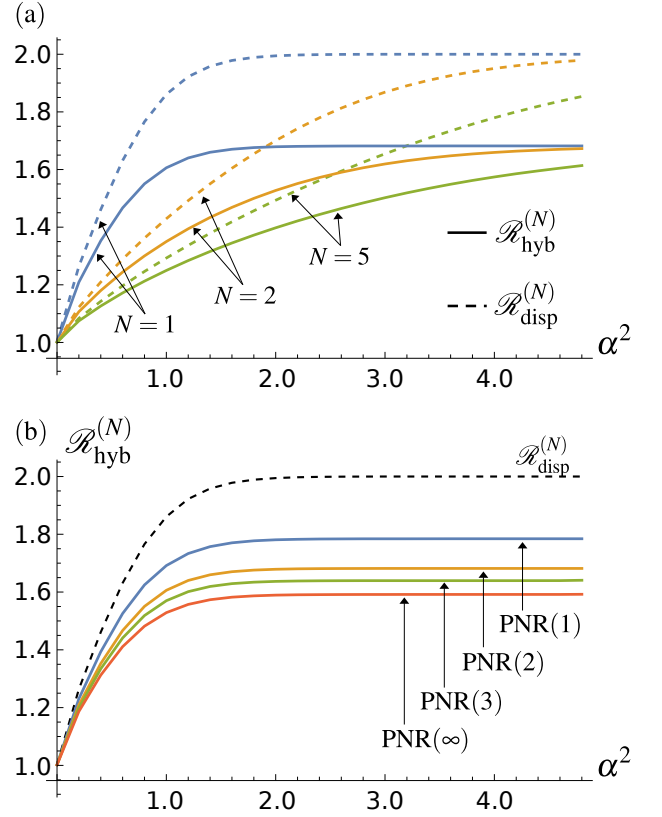 (a)
2.0
1.8
1.6
1.4
1.2
1.0
N = 5
N = 2
N = 1
ℛ_hyb^(N)
ℛ_disp^(N)
1.0 2.0 3.0 4.0
α²
(b)
ℛ_hyb^(N)
ℛ_disp^(N)
2.0
1.8
1.6
1.4
1.2
1.0
PNR(1)
PNR(2)
PNR(3)
PNR(∞)
1.0 2.0 3.0 4.0
α²